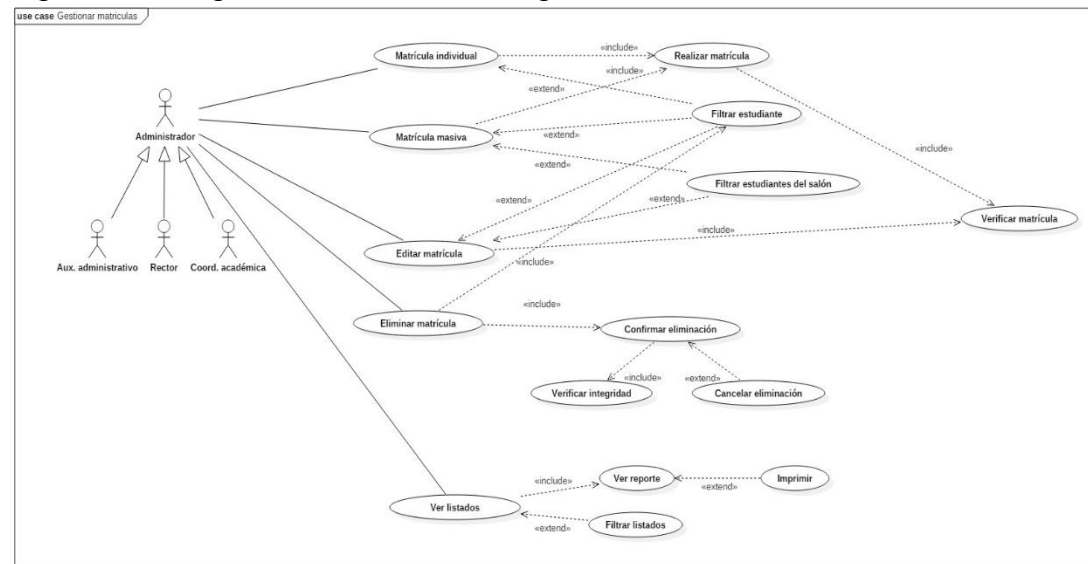 use case Gestionar matriculas
Matrícula individual
«include»
Realizar matrícula
«include»
«extend»
Filtrar estudiante
Administrador
Matrícula masiva
«extend»
«include»
«extend»
Filtrar estudiantes del salón
«extend»
«extend»
Verificar matrícula
«include»
Editar matrícula
Aux. administrativo
Rector
Coord. académica
«include»
Eliminar matrícula
«include»
Confirmar eliminación
«include»
«extend»
Verificar integridad
Cancelar eliminación
«include»
Ver reporte
«extend»
Imprimir
Ver listados
«extend»
Filtrar listados